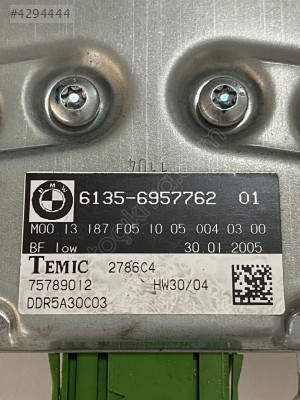 #4294444
1104
BMW
6135-6957762 01
M00 13 187 F05.10 05 004 03 00
BF low 30.01.2005
TEMIC 2786C4
75789012 HW30/04
DDR5A30C03